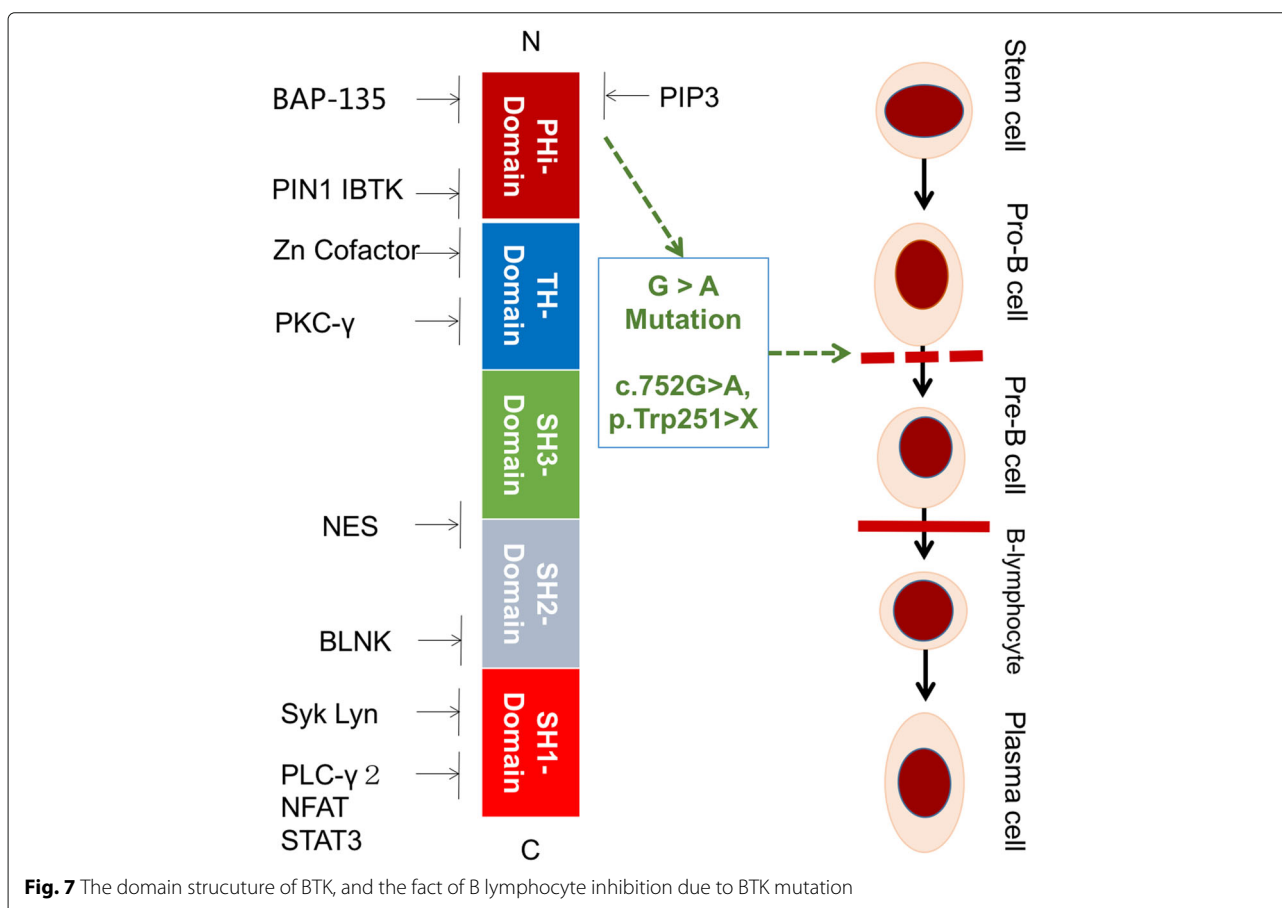 N
BAP-135
PIP3
PHi-
Domain
PIN1 IBTK
Zn Cofactor
TH-
Domain
PKC-γ
SH3-
Domain
NES
SH2-
Domain
BLNK
Syk Lyn
SH1-
Domain
PLC-γ２
NFAT
STAT3
C
G > A
Mutation
c.752G>A,
p.Trp251>X
Stem cell
Pro-B cell
Pre-B cell
B-lymphocyte
Plasma cell
Fig. 7 The domain strucuture of BTK, and the fact of B lymphocyte inhibition due to BTK mutation